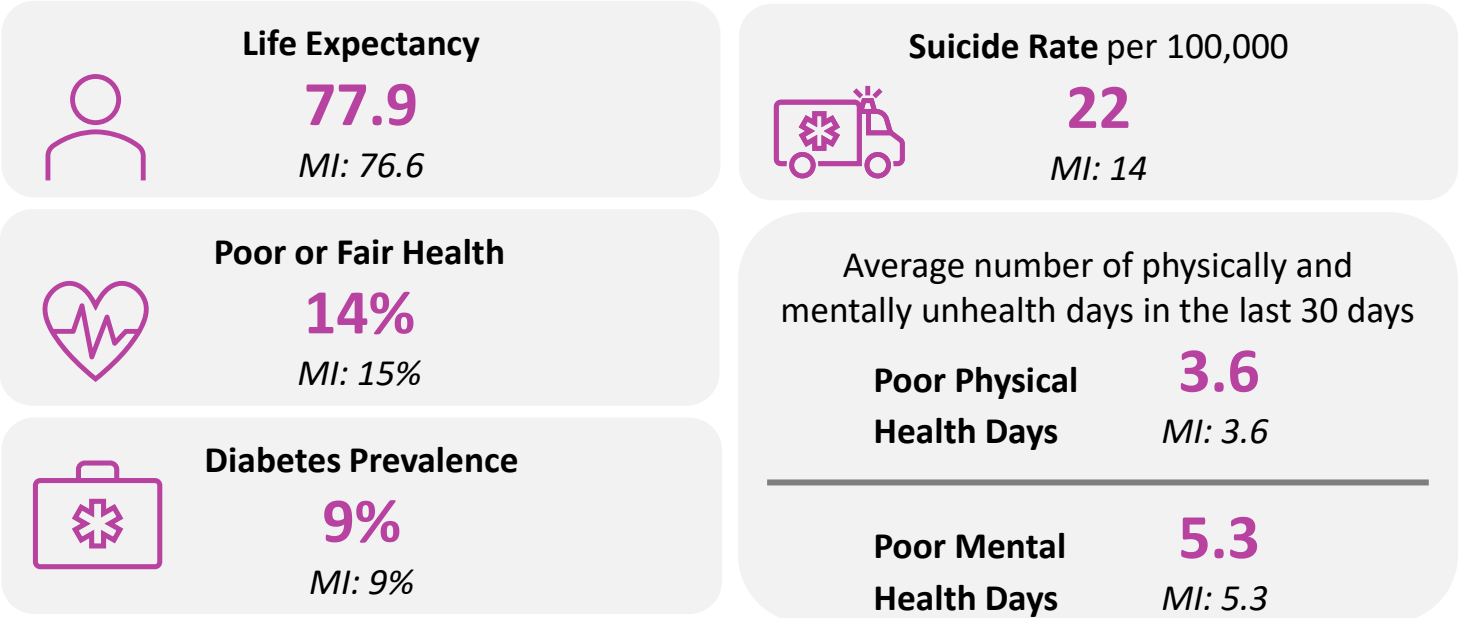 Life Expectancy
77.9
MI: 76.6
Poor or Fair Health
14%
MI: 15%
Diabetes Prevalence
9%
MI: 9%
Suicide Rate per 100,000
22
MI: 14
Average number of physically and
mentally unhealth days in the last 30 days
Poor Physical 3.6
Health Days MI: 3.6
Poor Mental 5.3
Health Days MI: 5.3